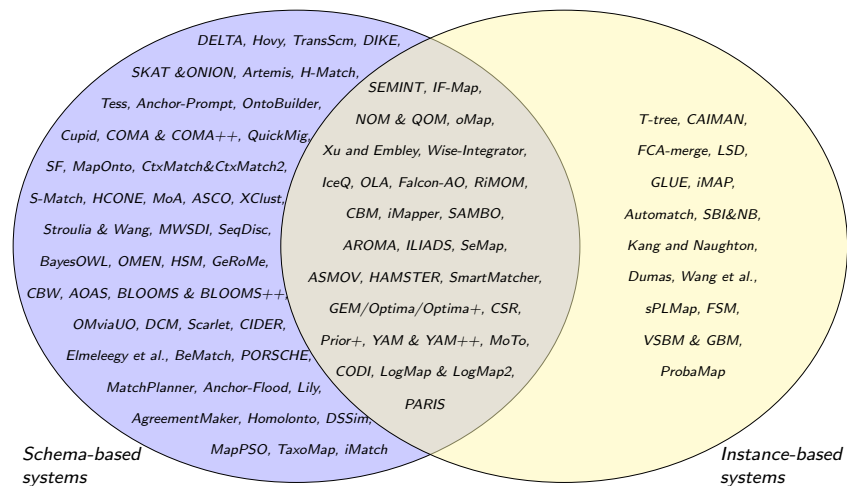 DELTA, Hovy, TransScm, DIKE,
SKAT &ONION, Artemis, H-Match,
Tess, Anchor-Prompt, OntoBuilder,
Cupid, COMA & COMA++, QuickMig,
SF, MapOnto, CtxMatch&CtxMatch2,
S-Match, HCONE, MoA, ASCO, XClust,
Stroulia & Wang, MWSDI, SeqDisc,
BayesOWL, OMEN, HSM, GeRoMe,
CBW, AOAS, BLOOMS & BLOOMS++,
OMviaUO, DCM, Scarlet, CIDER,
Elmeleegy et al., BeMatch, PORSCHE,
MatchPlanner, Anchor-Flood, Lily,
AgreementMaker, Homolonto, DSSim,
MapPSO, TaxoMap, iMatch
Schema-based
systems
SEMINT, IF-Map,
NOM & QOM, oMap,
Xu and Embley, Wise-Integrator,
IceQ, OLA, Falcon-AO, RiMOM,
CBM, iMapper, SAMBO,
AROMA, ILIADS, SeMap,
ASMOV, HAMSTER, SmartMatcher,
GEM/Optima/Optima+, CSR,
Prior+, YAM & YAM++, MoTo,
CODI, LogMap & LogMap2,
PARIS
T-tree, CAIMAN,
FCA-merge, LSD,
GLUE, iMAP,
Automatch, SBI&NB,
Kang and Naughton,
Dumas, Wang et al.,
sPLMap, FSM,
VSBM & GBM,
ProbaMap
Instance-based
systems